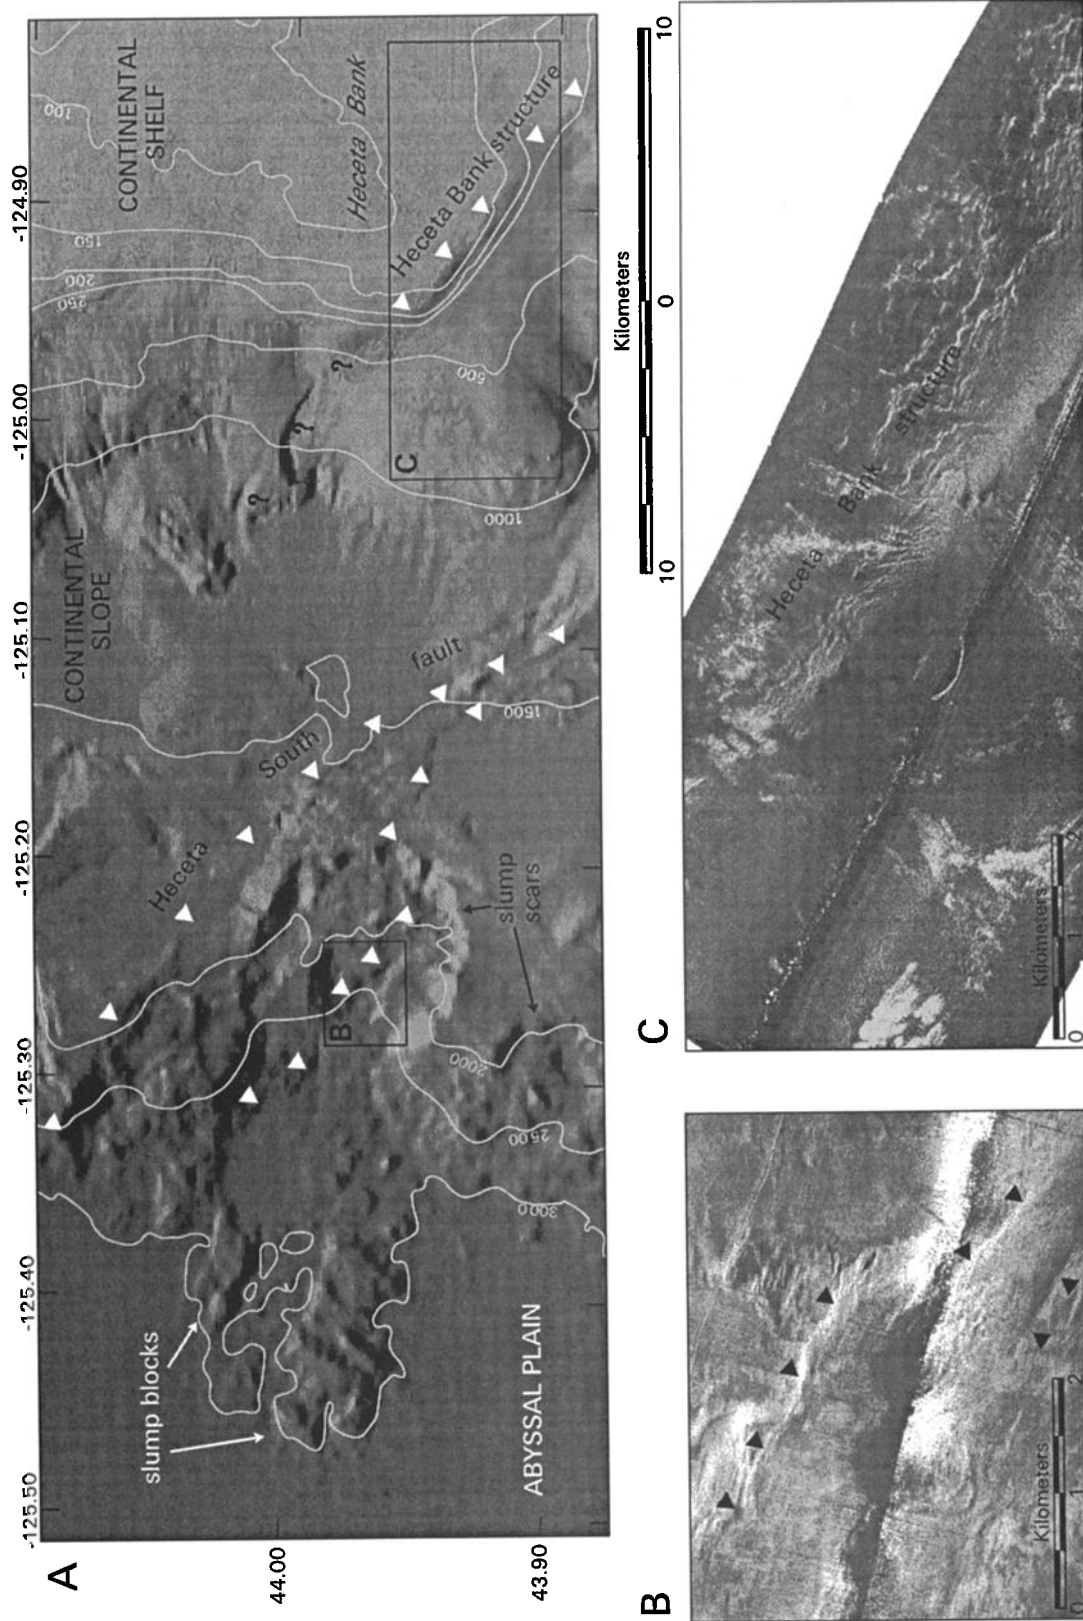 A
-125.50
-125.40
-125.30
-125.20
-125.10
-125.00
-124.90
44.00
43.90
CONTINENTAL
SHELF
CONTINENTAL
SLOPE
ABYSSAL PLAIN
slump blocks
slump
scars
Heceta
South
fault
Heceta Bank
Heceta Bank structure
100
150
200
250
500
1000
1500
2000
2500
3000
?
?
?
B
C
Kilometers
10
0
10
B
Kilometers
0
1
2
C
Heceta
Bank
structure
Kilometers
0
1
2